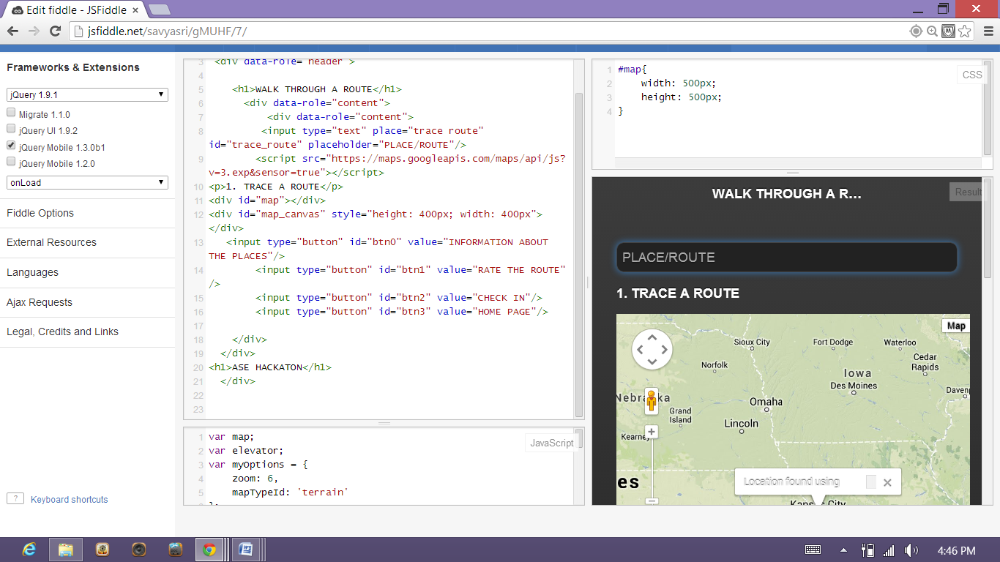 Edit fiddle - JSFiddle
jsfiddle.net/savyasri/gMUHF/7/
Frameworks & Extensions
jQuery 1.9.1
Migrate 1.1.0
jQuery UI 1.9.2
jQuery Mobile 1.3.0b1
jQuery Mobile 1.2.0
onLoad
Fiddle Options
External Resources
Languages
Ajax Requests
Legal, Credits and Links
? Keyboard shortcuts
3 <div data-role="header">
4
5 <h1>WALK THROUGH A ROUTE</h1>
6 <div data-role="content">
7 <div data-role="content">
8 <input type="text" place="trace route"
id="trace_route" placeholder="PLACE/ROUTE"/>
9 <script src="https://maps.googleapis.com/maps/api/js?
v=3.exp&sensor=true"></script>
10 <p>1. TRACE A ROUTE</p>
11 <div id="map"></div>
12 <div id="map_canvas" style="height: 400px; width: 400px">
</div>
13 <input type="button" id="btn0" value="INFORMATION ABOUT
THE PLACES"/>
14 <input type="button" id="btn1" value="RATE THE ROUTE"
/>
15 <input type="button" id="btn2" value="CHECK IN"/>
16 <input type="button" id="btn3" value="HOME PAGE"/>
17
18 </div>
19 </div>
20 <h1>ASE HACKATON</h1>
21 </div>
22
23
JavaScript
1 var map;
2 var elevator;
3 var myOptions = {
4 zoom: 6,
5 mapTypeId: 'terrain'
};
CSS
1 #map{
2 width: 500px;
3 height: 500px;
4 }
Result
WALK THROUGH A R...
PLACE/ROUTE
1. TRACE A ROUTE
Map
Sioux City
Fort Dodge
Waterloo
Norfolk
Cedar
Rapids
Iowa
Des Moines
Davenp
Nebraska
Omaha
Grand
Island
Lincoln
Kearney
es
Location found using
Kansas City
4:46 PM